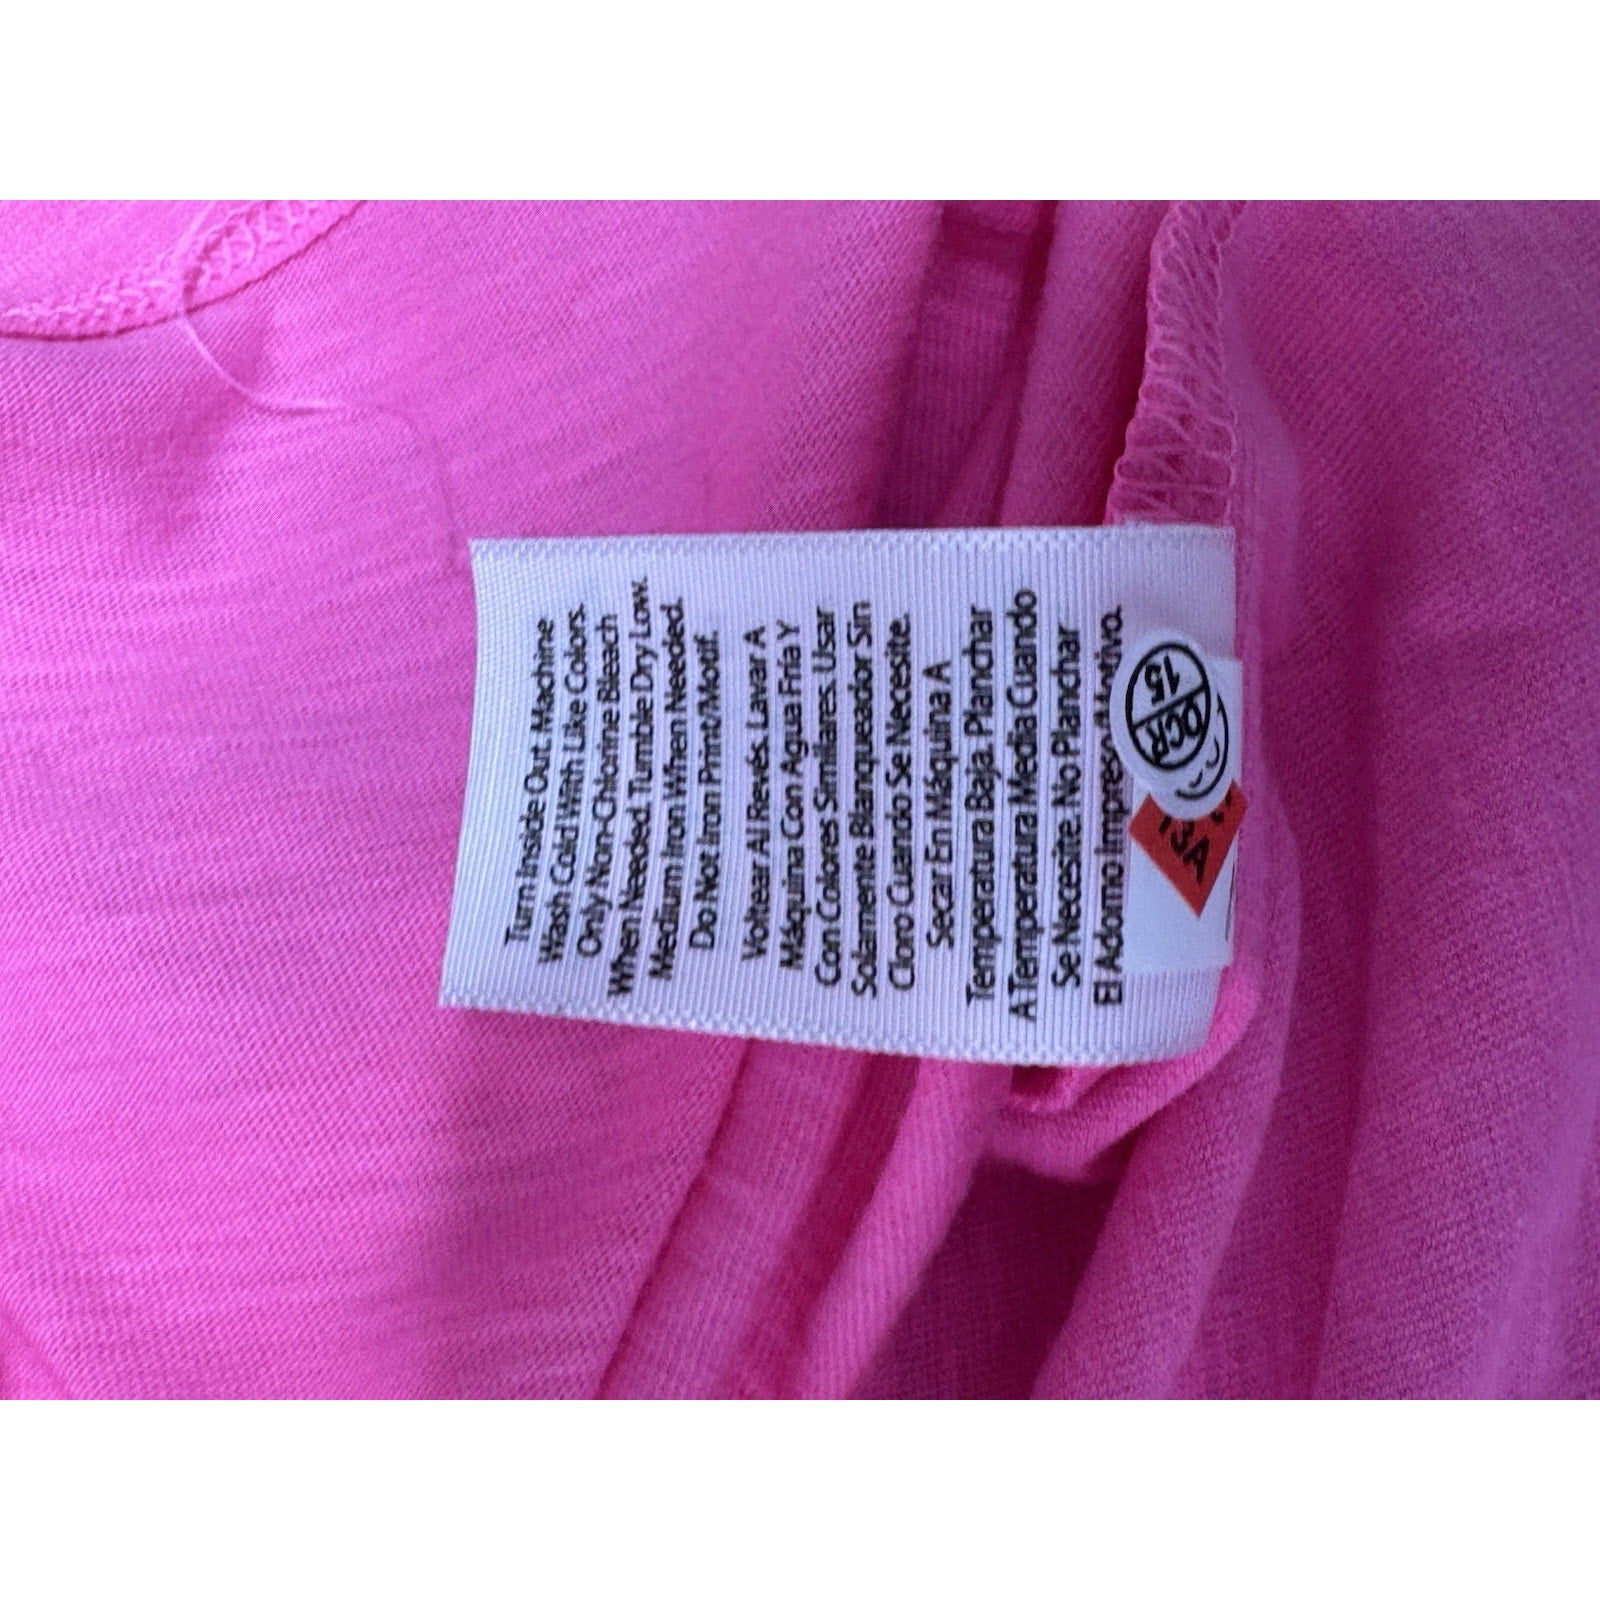 Turn Inside Out. Machine
Wash Cold With Like Colors.
Only Non-Chlorine Bleach
When Needed. Tumble Dry Low.
Medium Iron When Needed.
Do Not Iron Print/Motif.
Voltear Al Revés. Lavar A
Máquina Con Agua Fría Y
Con Colores Similares. Usar
Solamente Blanqueador Sin
Cloro Cuando Se Necesite.
Secar En Máquina A
Temperatura Baja. Planchar
A Temperatura Media Cuando
Se Necesite. No Planchar
El Adorno Impreso/Motivo.
QCR
15
13A